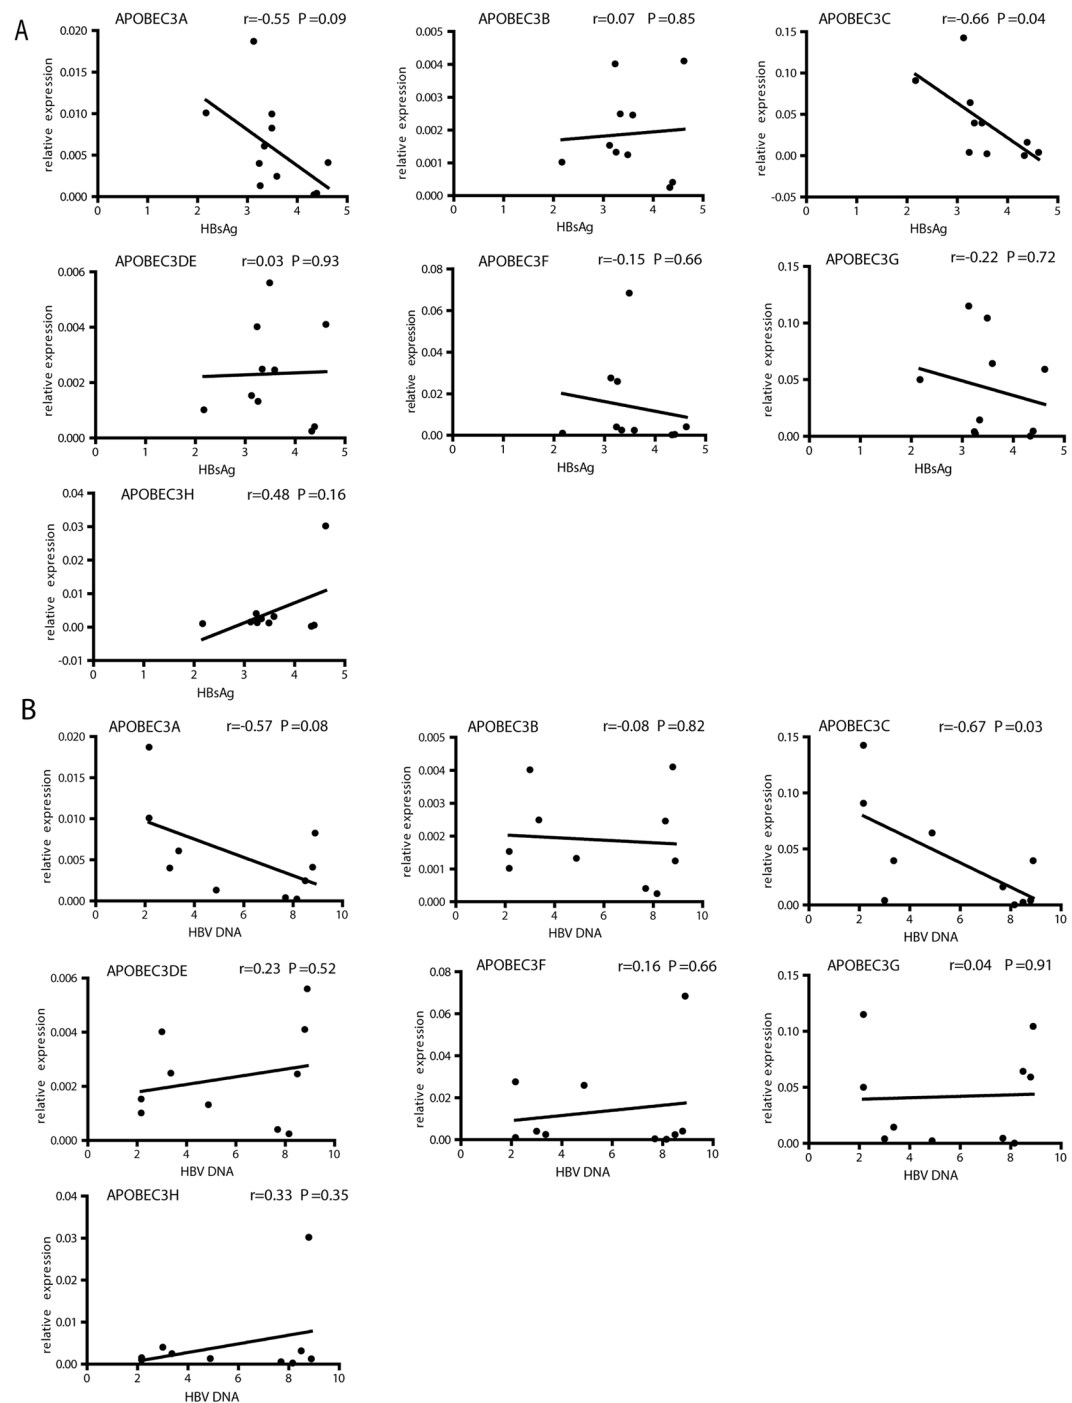 A
APOBEC3A r=-0.55 P=0.09
0.020
0.015
0.010
0.005
0.000
relative expression
0 1 2 3 4 5
HBsAg
APOBEC3B r=0.07 P=0.85
0.005
0.004
0.003
0.002
0.001
0.000
relative expression
0 1 2 3 4 5
HBsAg
APOBEC3C r=-0.66 P=0.04
0.15
0.10
0.05
0.00
-0.05
relative expression
0 1 2 3 4 5
HBsAg
APOBEC3DE r=0.03 P=0.93
0.006
0.004
0.002
0.000
relative expression
0 1 2 3 4 5
HBsAg
APOBEC3F r=-0.15 P=0.66
0.08
0.06
0.04
0.02
0.00
relative expression
0 1 2 3 4 5
HBsAg
APOBEC3G r=-0.22 P=0.72
0.15
0.10
0.05
0.00
relative expression
0 1 2 3 4 5
HBsAg
APOBEC3H r=0.48 P=0.16
0.04
0.03
0.02
0.01
0.00
-0.01
relative expression
0 1 2 3 4 5
HBsAg
B
APOBEC3A r=-0.57 P=0.08
0.020
0.015
0.010
0.005
0.000
relative expression
0 2 4 6 8 10
HBV DNA
APOBEC3B r=-0.08 P=0.82
0.005
0.004
0.003
0.002
0.001
0.000
relative expression
0 2 4 6 8 10
HBV DNA
APOBEC3C r=-0.67 P=0.03
0.15
0.10
0.05
0.00
relative expression
0 2 4 6 8 10
HBV DNA
APOBEC3DE r=0.23 P=0.52
0.006
0.004
0.002
0.000
relative expression
0 2 4 6 8 10
HBV DNA
APOBEC3F r=0.16 P=0.66
0.08
0.06
0.04
0.02
0.00
relative expression
0 2 4 6 8 10
HBV DNA
APOBEC3G r=0.04 P=0.91
0.15
0.10
0.05
0.00
relative expression
0 2 4 6 8 10
HBV DNA
APOBEC3H r=0.33 P=0.35
0.04
0.03
0.02
0.01
0.00
relative expression
0 2 4 6 8 10
HBV DNA